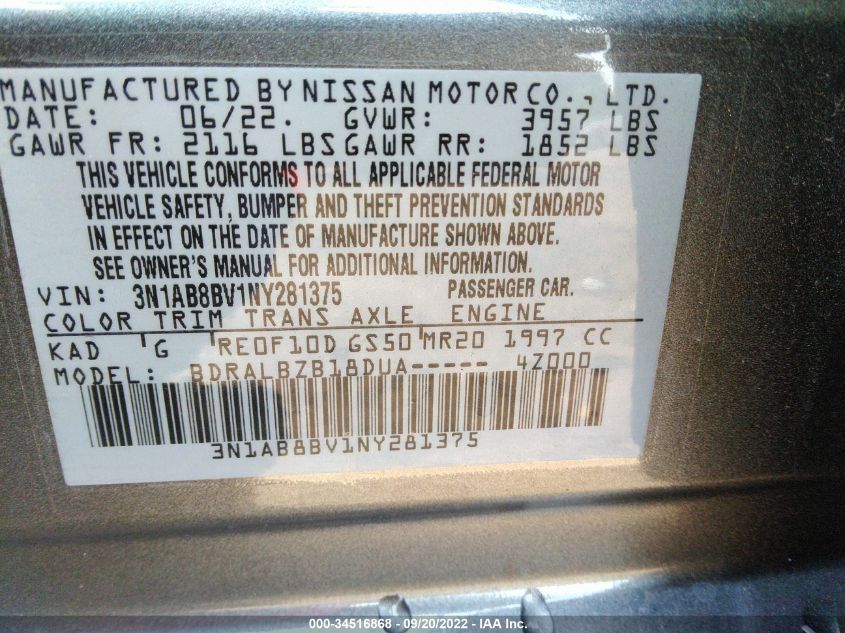 MANUFACTURED BY NISSAN MOTOR CO., LTD.
DATE: 06/22. GVWR: 3957 LBS
GAWR FR: 2116 LBS GAWR RR: 1852 LBS
THIS VEHICLE CONFORMS TO ALL APPLICABLE FEDERAL MOTOR
VEHICLE SAFETY, BUMPER AND THEFT PREVENTION STANDARDS
IN EFFECT ON THE DATE OF MANUFACTURE SHOWN ABOVE.
SEE OWNER'S MANUAL FOR ADDITIONAL INFORMATION.
VIN: 3N1AB8BV1NY281375 PASSENGER CAR.
COLOR TRIM TRANS AXLE ENGINE
KAD G RE0F10D GS50 MR20 1997 CC
MODEL: BDRALBZB18DUA----- 4Z000
3N1AB8BV1NY281375
000-34516868 - 09/20/2022 - IAA Inc.